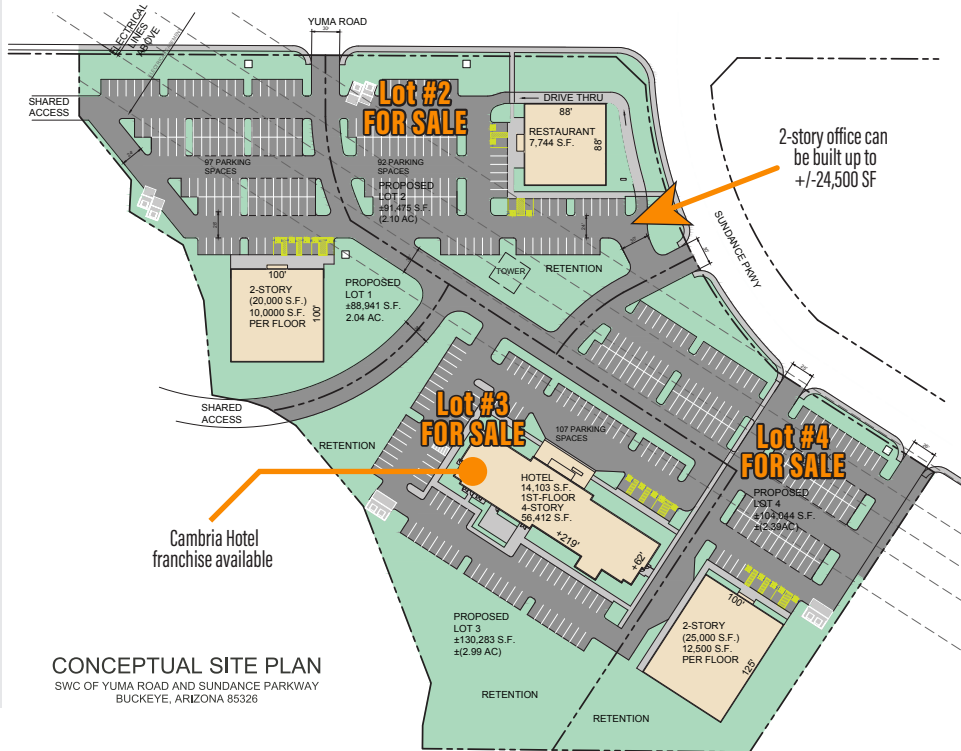 YUMA ROAD
30'
ELECTRICAL
LINES
ABOVE
SHARED
ACCESS
Lot #2
FOR SALE
DRIVE THRU
88'
RESTAURANT
7,744 S.F.
88'
2-story office can
be built up to
+/-24,500 SF
97 PARKING
SPACES
92 PARKING
SPACES
PROPOSED
LOT 2
±91,475 S.F.
(2.10 AC)
SUNDANCE PKWY
TOWER
RETENTION
100'
2-STORY
(20,000 S.F.)
10,0000 S.F.
PER FLOOR
100'
PROPOSED
LOT 1
±88,941 S.F.
2.04 AC.
SHARED
ACCESS
RETENTION
Lot #3
FOR SALE
107 PARKING
SPACES
Lot #4
FOR SALE
HOTEL
14,103 S.F.
1ST-FLOOR
4-STORY
56,412 S.F.
+219'
+62'
PROPOSED
LOT 4
±104,044 S.F.
±(2.39AC)
Cambria Hotel
franchise available
100'
2-STORY
(25,000 S.F.)
12,500 S.F.
PER FLOOR
125'
PROPOSED
LOT 3
±130,283 S.F.
±(2.99 AC)
RETENTION
RETENTION
CONCEPTUAL SITE PLAN
SWC OF YUMA ROAD AND SUNDANCE PARKWAY
BUCKEYE, ARIZONA 85326